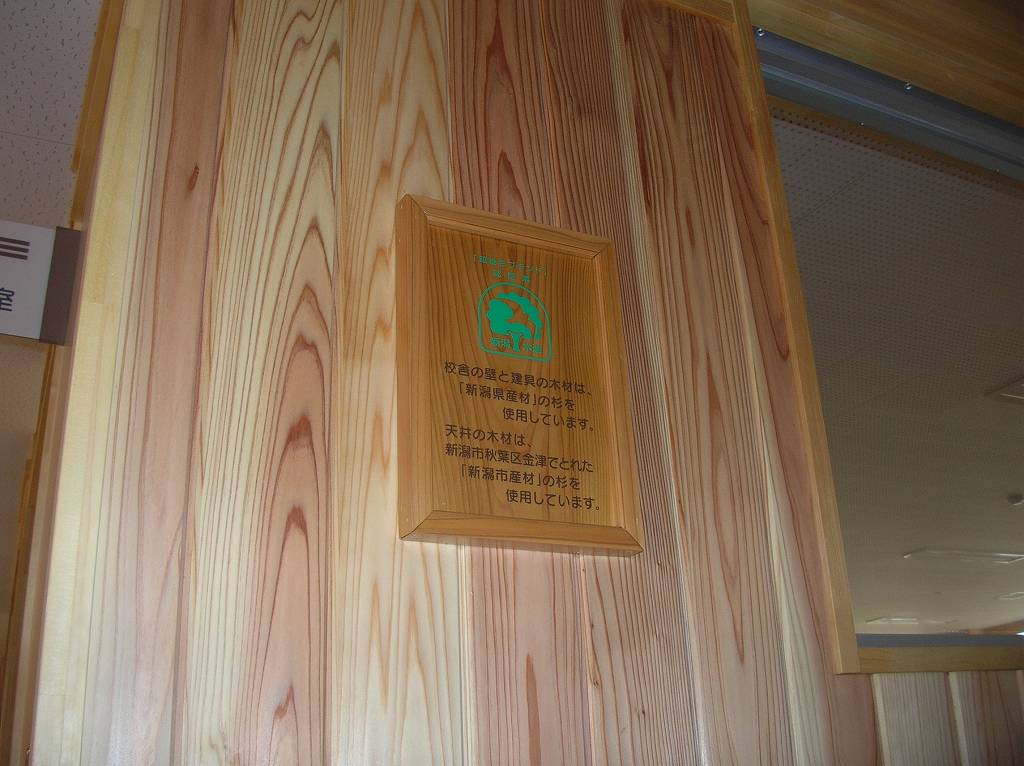 校舎の壁と建具の木材は、
「新潟県産材」の杉を
使用しています。
天井の木材は、
新潟市秋葉区金津でとれた
「新潟市産材」の杉を
使用しています。
室